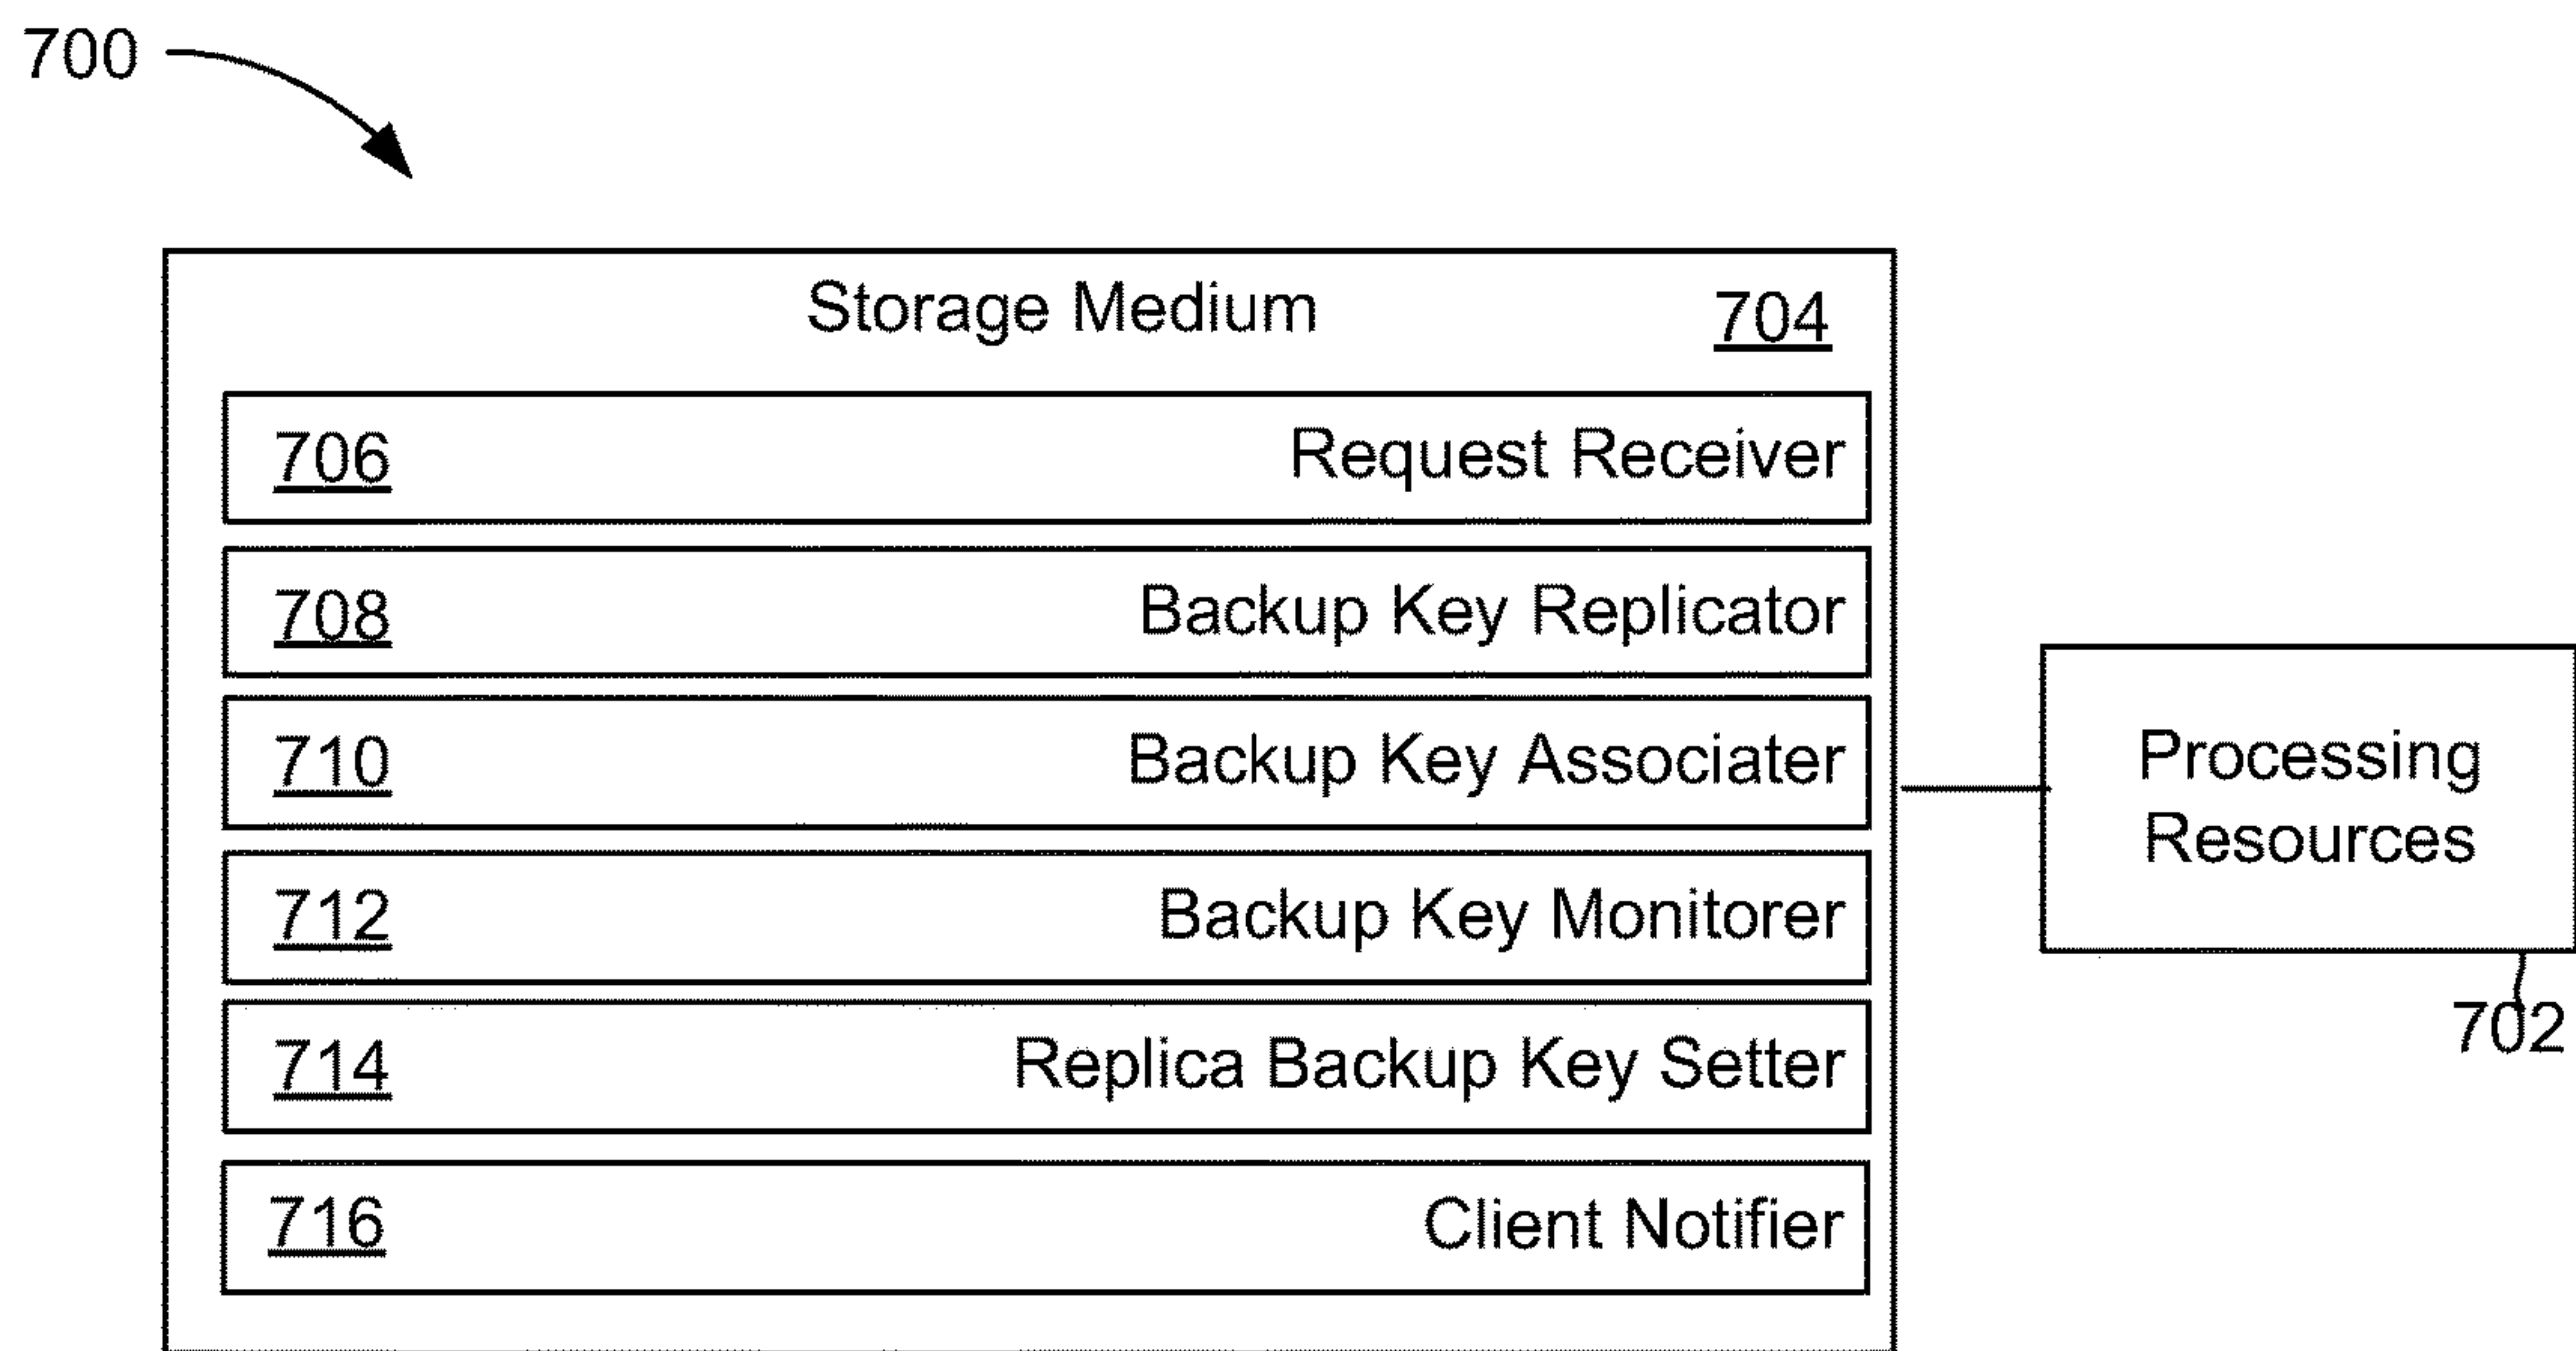 700
Storage Medium 704
706 Request Receiver
708 Backup Key Replicator
710 Backup Key Associater
712 Backup Key Monitorer
714 Replica Backup Key Setter
716 Client Notifier
Processing
Resources
702